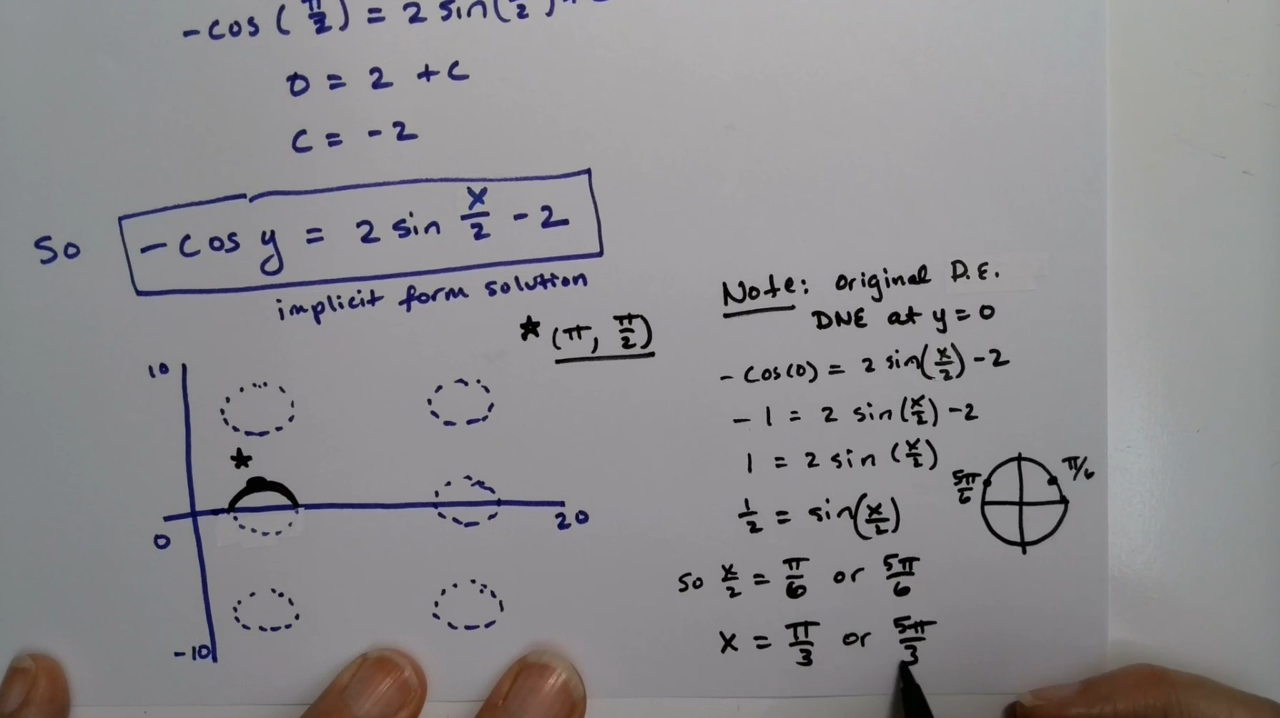 -cos(π/2) = 2 sin(
0 = 2 + C
C = -2
So -cos y = 2 sin x/2 - 2
implicit form solution
★ (π, π/2)
10
★
0
20
-10
Note: original D.E.
DNE at y = 0
-cos(0) = 2 sin(x/2) - 2
-1 = 2 sin(x/2) - 2
1 = 2 sin(x/2)
1/2 = sin(x/2)
5π/6 π/6
so x/2 = π/6 or 5π/6
x = π/3 or 5π/3